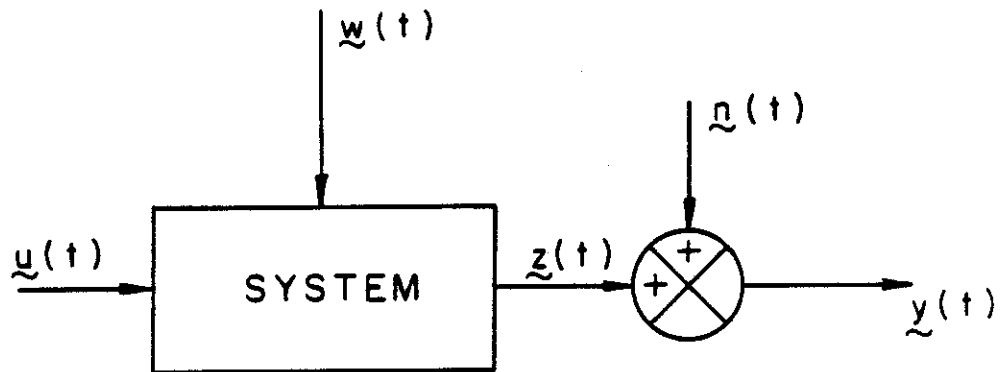 w(t)
n(t)
u(t)
SYSTEM
z(t)
+
+
y(t)